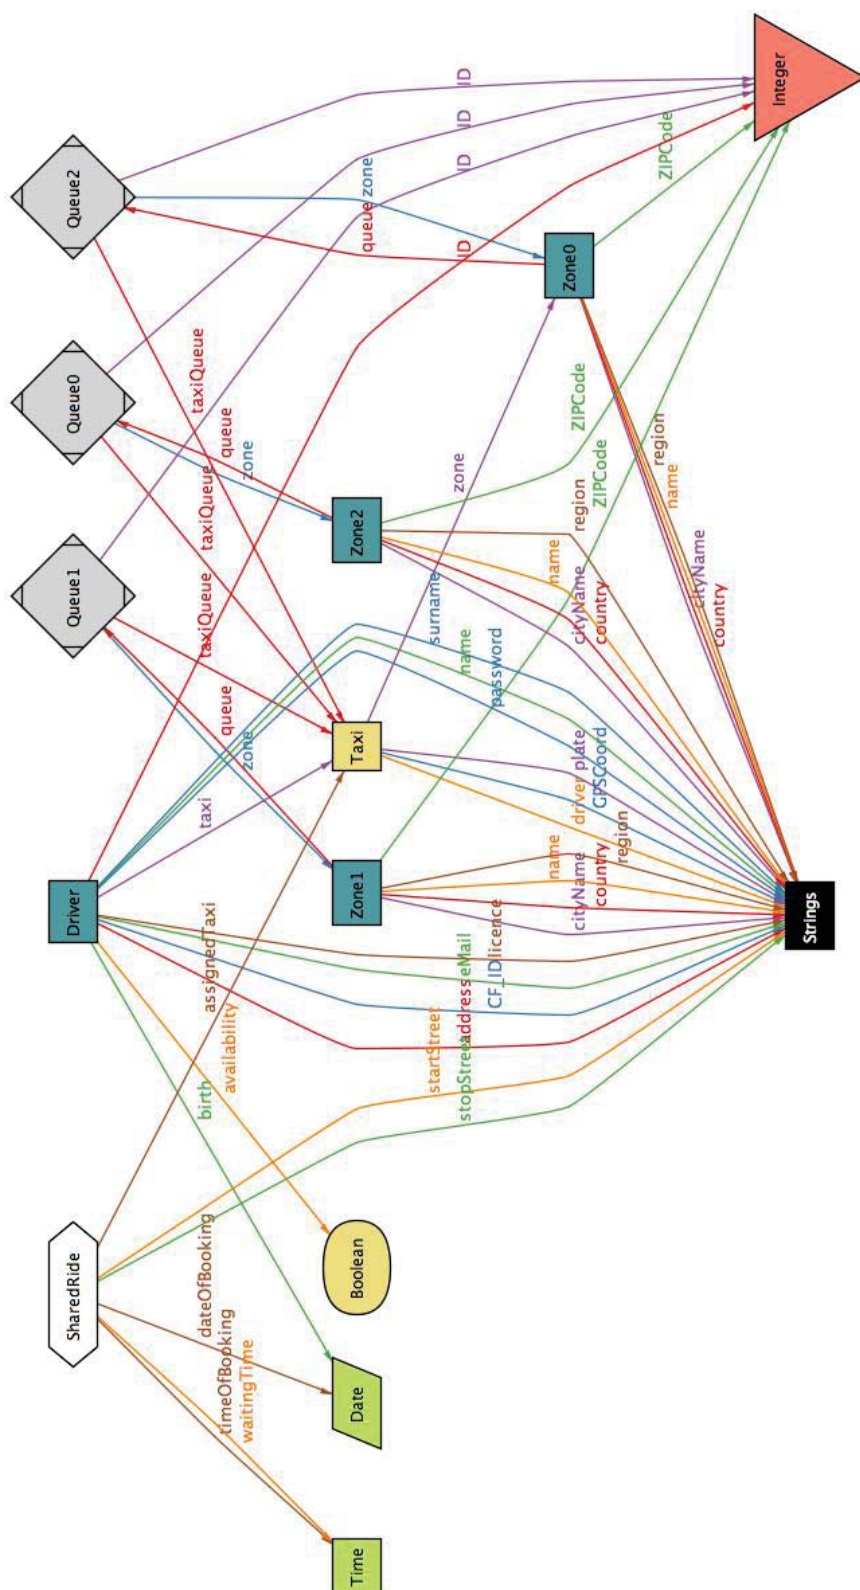 SharedRide
Driver
Queue1
Queue0
Queue2
timeOfBooking
waitingTime
dateOfBooking
birth
availability
assignedTaxi
taxi
zone
queue
taxiQueue
taxiQueue
zone
queue
taxiQueue
Time
Date
Boolean
Zone1
Taxi
Zone2
queue
zone
stopStreet
startStreet
address
eMail
CF_ID
licence
password
name
surname
zone
ID
ID
ID
ID
Zone0
cityName
country
name
region
driver
GPSCoord
plate
cityName
country
name
region
ZIPCode
ZIPCode
ZIPCode
cityName
country
name
region
Strings
Integer